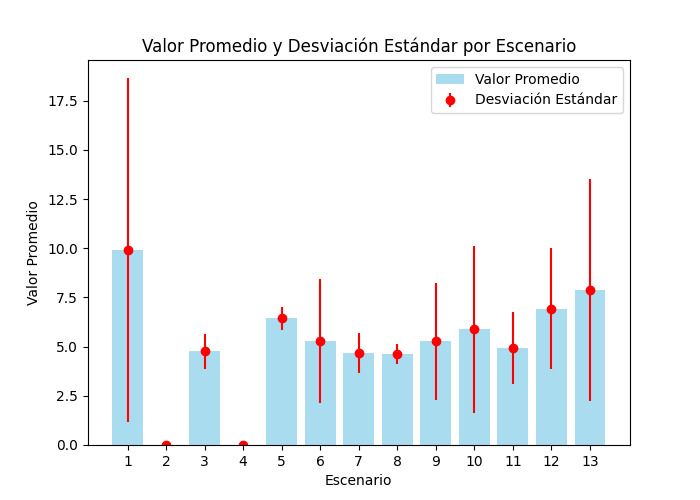 Valor Promedio y Desviación Estándar por Escenario
Valor Promedio
Desviación Estándar
17.5
15.0
12.5
10.0
7.5
5.0
2.5
0.0
Valor Promedio
1 2 3 4 5 6 7 8 9 10 11 12 13
Escenario